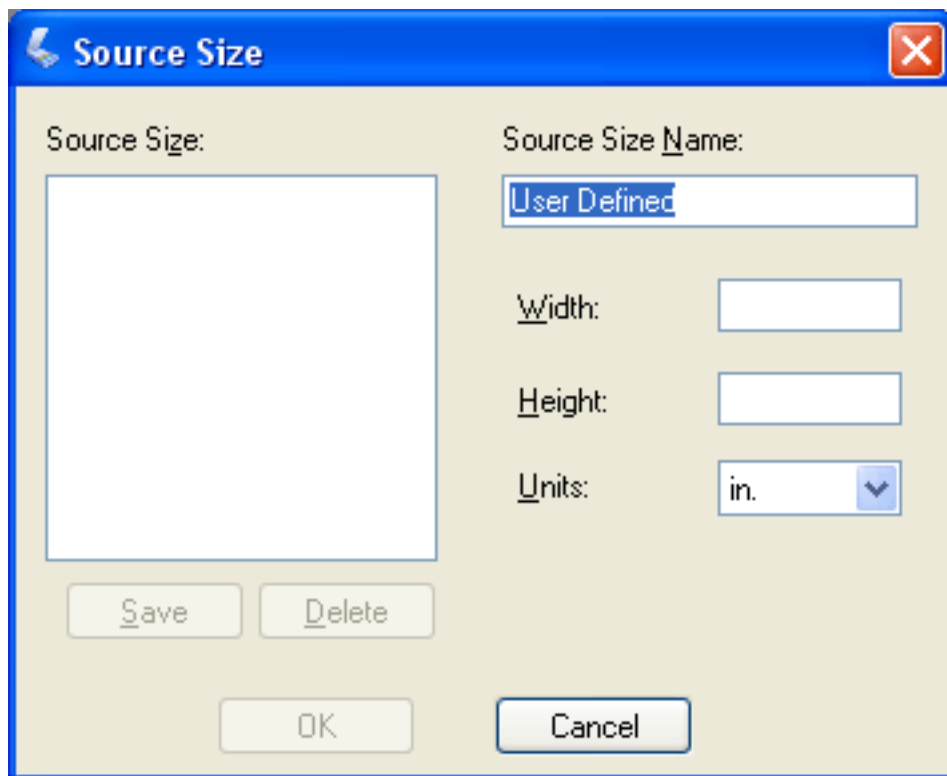 Source Size
Source Size:
Source Size Name:
User Defined
Width:
Height:
Units:
in.
Save
Delete
OK
Cancel